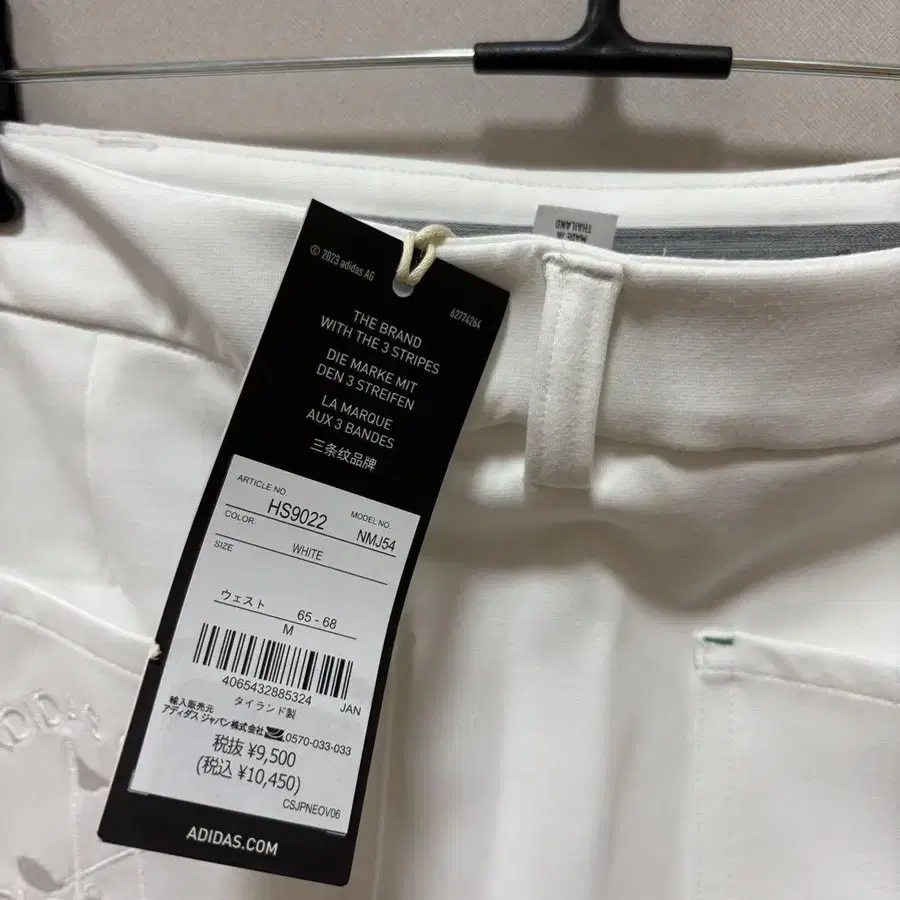 MADE IN
THAILAND
© 2023 adidas AG
62774264
THE BRAND
WITH THE 3 STRIPES
DIE MARKE MIT
DEN 3 STREIFEN
LA MARQUE
AUX 3 BANDES
三条纹品牌
ARTICLE NO.
HS9022
MODEL NO.
NMJ54
COLOR
WHITE
SIZE
ウェスト 65 - 68
M
4065432885324 JAN
タイランド製
輸入販売元
アディダス ジャパン株式会社 0570-033-033
税抜 ¥9,500
(税込 ¥10,450)
CSJPNEOV06
ADIDAS.COM